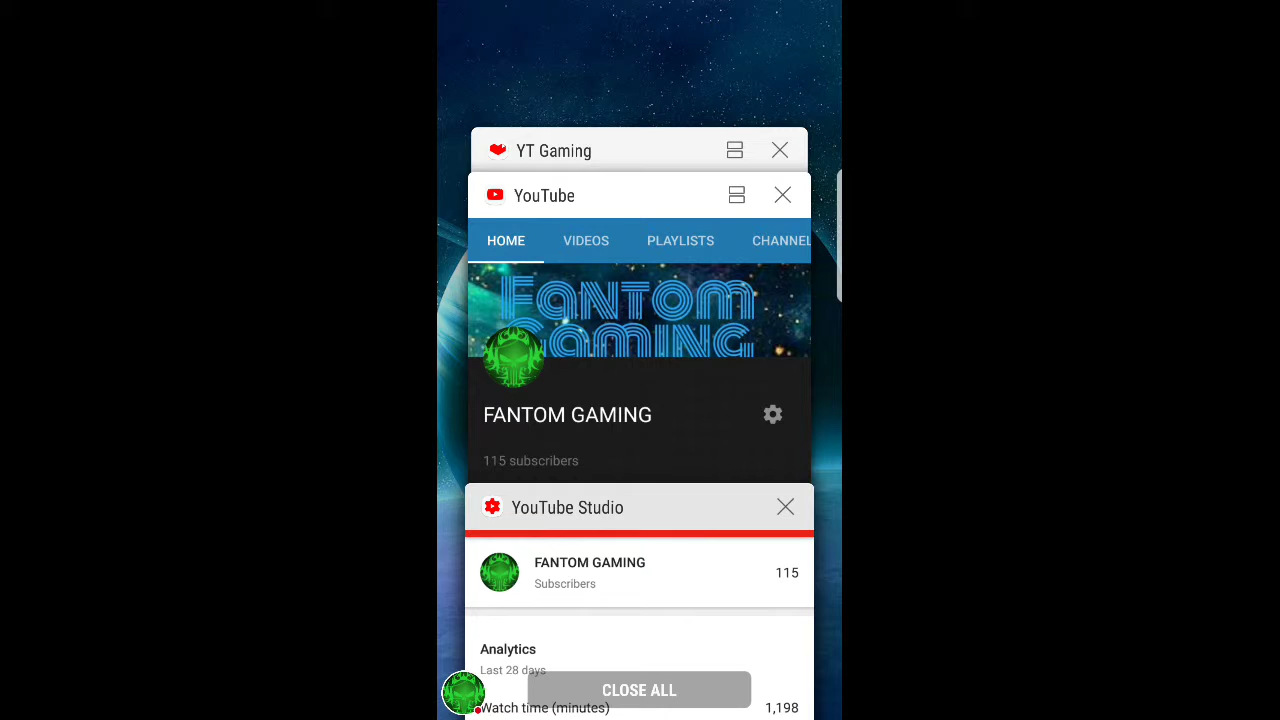 YT Gaming
YouTube
HOME VIDEOS PLAYLISTS CHANNEL
Fantom
Gaming
FANTOM GAMING
115 subscribers
YouTube Studio
FANTOM GAMING
Subscribers
115
Analytics
Last 28 days
CLOSE ALL
Watch time (minutes) 1,198